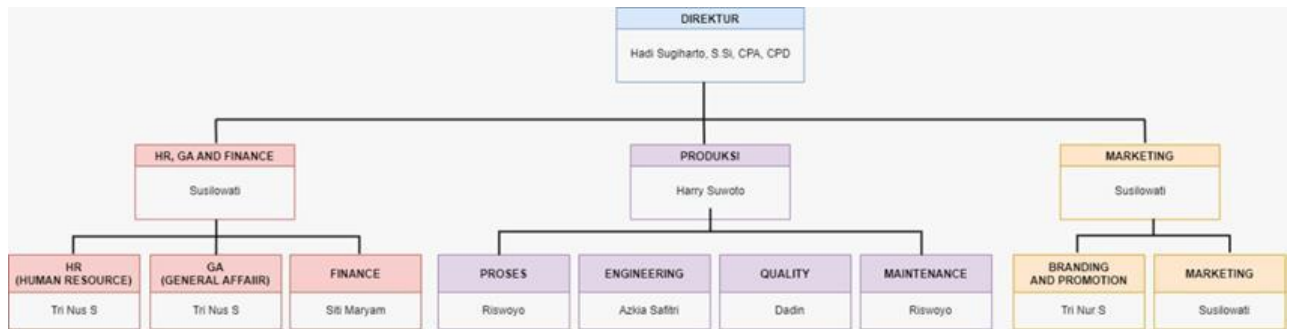 DIREKTUR
Hadi Sugiharto, S.Si, CPA, CPD
HR, GA AND FINANCE
Susilowati
PRODUKSI
Harry Suwoto
MARKETING
Susilowati
HR
(HUMAN RESOURCE)
Tri Nus S
GA
(GENERAL AFFAIIR)
Tri Nus S
FINANCE
Siti Maryam
PROSES
Riswoyo
ENGINEERING
Azkia Safitri
QUALITY
Dadin
MAINTENANCE
Riswoyo
BRANDING
AND PROMOTION
Tri Nur S
MARKETING
Susilowati